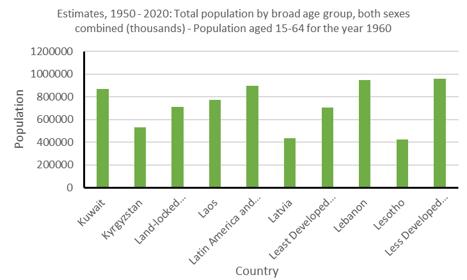 Estimates, 1950 - 2020: Total population by broad age group, both sexes
combined (thousands) - Population aged 15-64 for the year 1960
1200000
1000000
800000
600000
400000
200000
0
Population
Kuwait
Kyrgyzstan
Land-locked...
Laos
Latin America and...
Latvia
Least Developed...
Lebanon
Lesotho
Less Developed...
Country